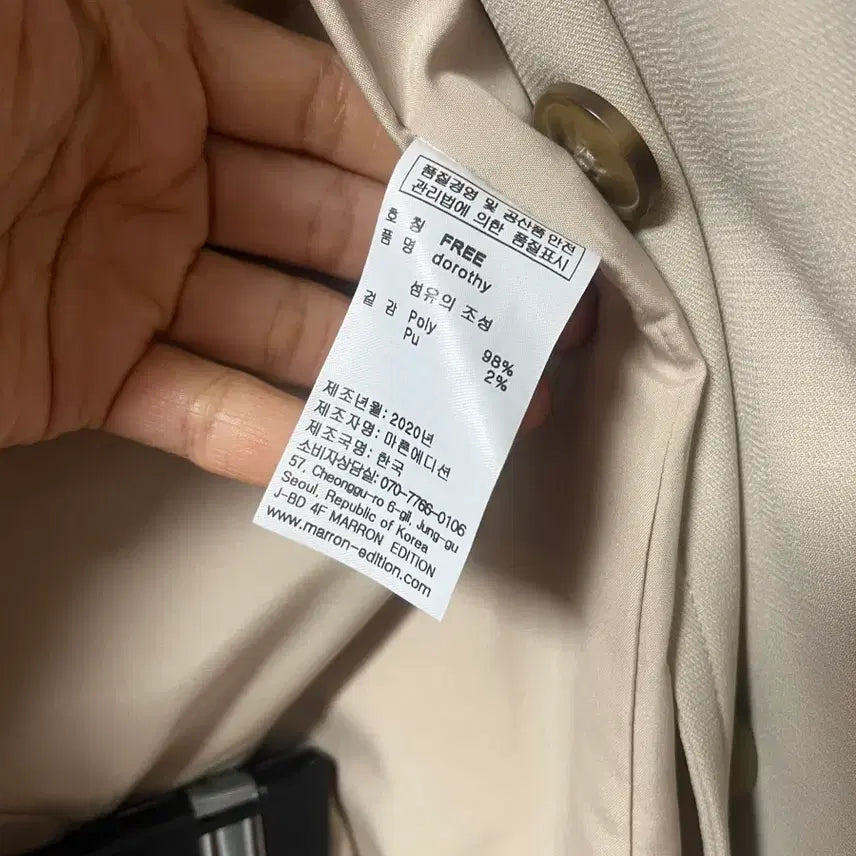 품질경영 및 공산품안전
관리법에 의한 품질표시
호 칭 FREE
품 명 dorothy
섬유의 조성
겉 감 Poly 98%
Pu 2%
제조년월: 2020년
제조자명: 마론에디션
제조국명: 한국
소비자상담실: 070-7766-0106
57, Cheonggu-ro 6-gil, Jung-gu
Seoul, Republic of Korea
J-BD 4F MARRON EDITION
www.marron-edition.com